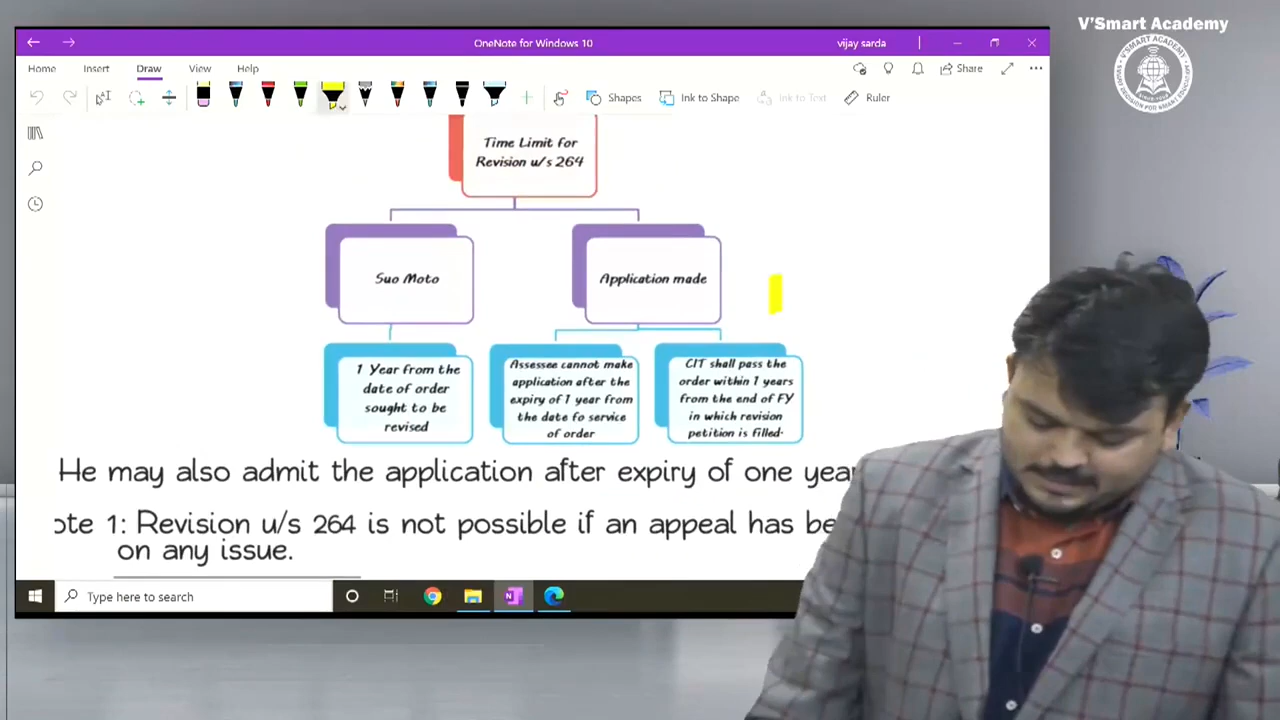 V'Smart Academy
OneNote for Windows 10
vijay sarda
Home
Insert
Draw
View
Help
Share
Shapes
Ink to Shape
Ink to Text
Ruler
Time Limit for
Revision u/s 264
Suo Moto
Application made
1 Year from the
date of order
sought to be
revised
Assessee cannot make
application after the
expiry of 1 year from
the date fo service
of order
CIT shall pass the
order within 1 years
from the end of FY
in which revision
petition is filled.
He may also admit the application after expiry of one year
ote 1: Revision u/s 264 is not possible if an appeal has be
on any issue.
Type here to search